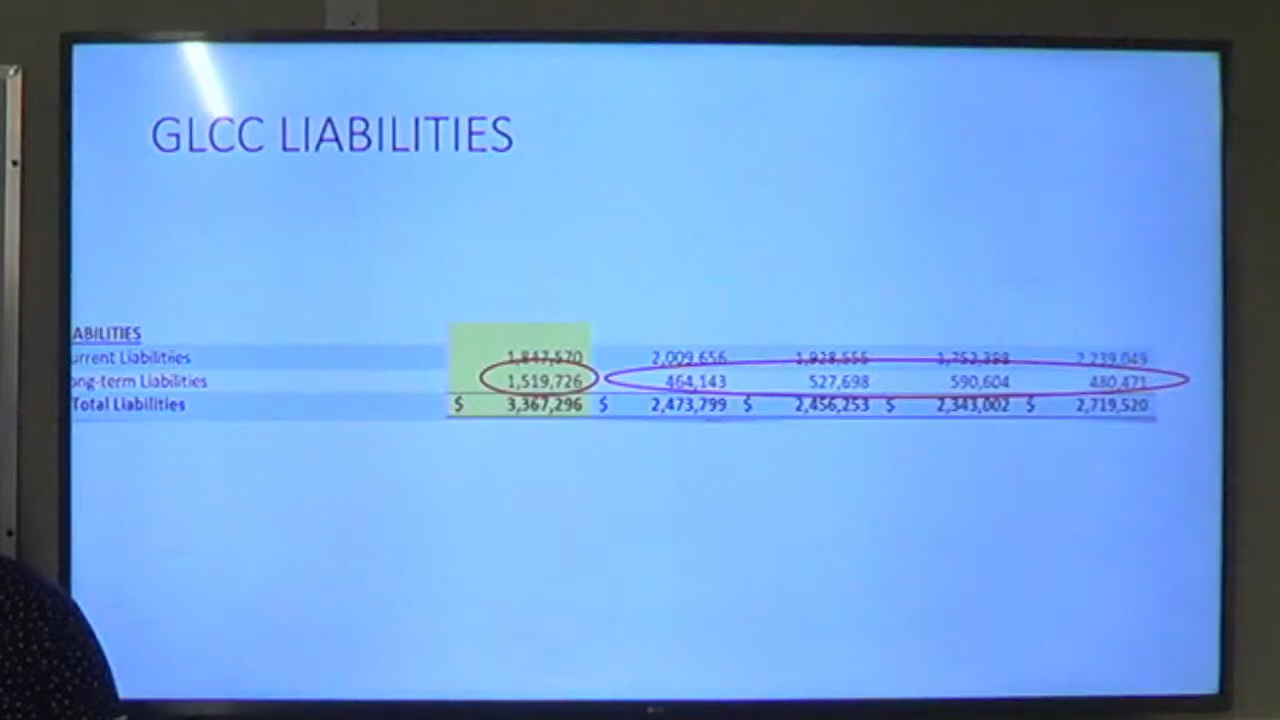 GLCC LIABILITIES
ABILITIES
urrent Liabilities 1,847,570 2,009,656 1,928,555 1,752,398 2,239,049
ong-term Liabilities 1,519,726 464,143 527,698 590,604 480,471
Total Liabilities $ 3,367,296 $ 2,473,799 $ 2,456,253 $ 2,343,002 $ 2,719,520